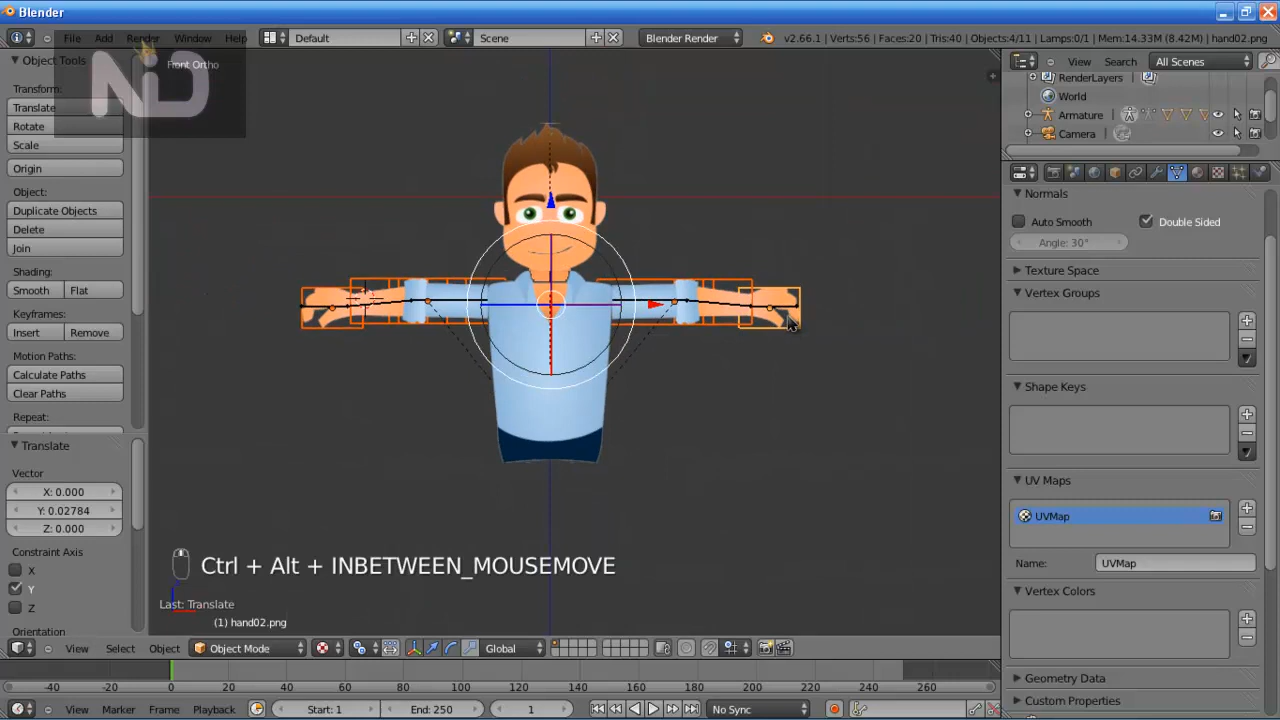 Blender
File Add Render Window Help Default Scene Blender Render v2.66.1 | Verts:56 | Faces:20 | Tris:40 | Objects:4/11 | Lamps:0/1 | Mem:14.33M (8.42M) | hand02.png
Object Tools
Transform:
Translate
Rotate
Scale
Origin
Object:
Duplicate Objects
Delete
Join
Shading:
Smooth Flat
Keyframes:
Insert Remove
Motion Paths:
Calculate Paths
Clear Paths
Repeat:
Translate
Vector
X: 0.000
Y: 0.02784
Z: 0.000
Constraint Axis
X
Y
Z
Orientation
NiD
Front Ortho
Ctrl + Alt + INBETWEEN_MOUSEMOVE
Last: Translate
(1) hand02.png
View Select Object Object Mode Global
View Search All Scenes
RenderLayers
World
Armature
Camera
Normals
Auto Smooth Double Sided
Angle: 30°
Texture Space
Vertex Groups
Shape Keys
UV Maps
UVMap
Name: UVMap
Vertex Colors
Geometry Data
Custom Properties
-40 -20 0 20 40 60 80 100 120 140 160 180 200 220 240 260
View Marker Frame Playback Start: 1 End: 250 1 No Sync